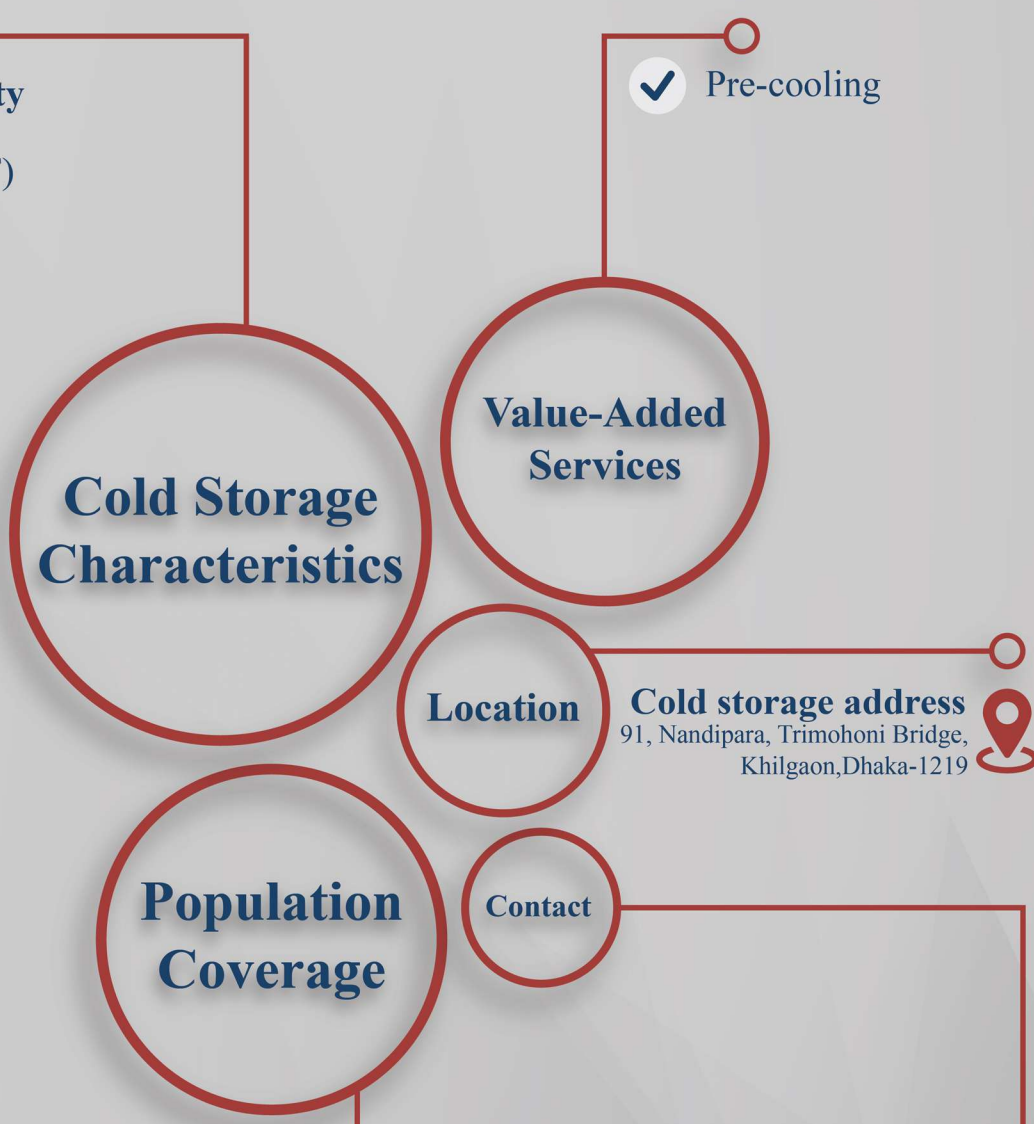 ty
)
Pre-cooling
Value-Added
Services
Cold Storage
Characteristics
Location
Cold storage address
91, Nandipara, Trimohoni Bridge,
Khilgaon,Dhaka-1219
Population
Coverage
Contact